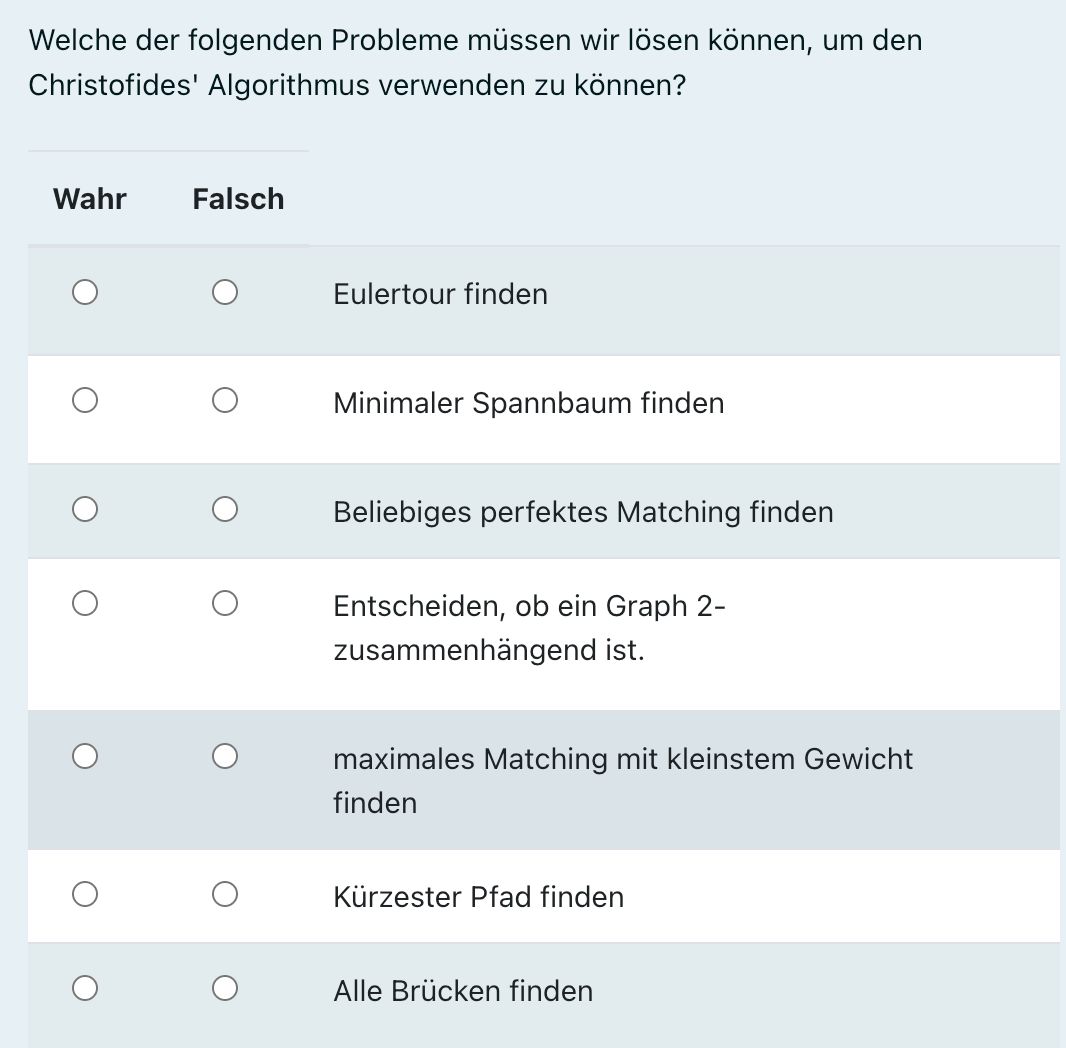 Welche der folgenden Probleme müssen wir lösen können, um den
Christofides' Algorithmus verwenden zu können?
Wahr Falsch
Eulertour finden
Minimaler Spannbaum finden
Beliebiges perfektes Matching finden
Entscheiden, ob ein Graph 2-
zusammenhängend ist.
maximales Matching mit kleinstem Gewicht
finden
Kürzester Pfad finden
Alle Brücken finden